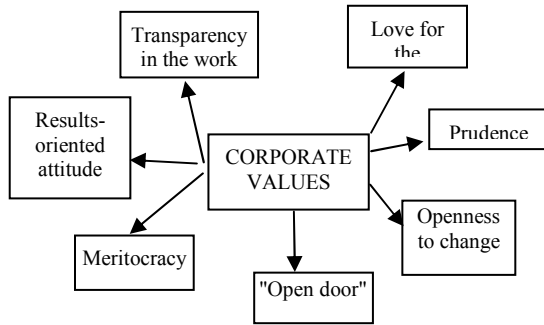 Transparency
in the work
Love for
the
Results-
oriented
attitude
CORPORATE
VALUES
Prudence
Openness
to change
Meritocracy
"Open door"